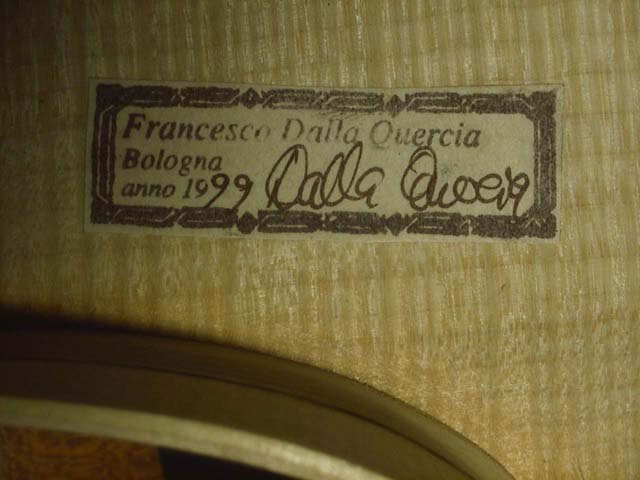 Francesco Dalla Quercia
Bologna
anno 1999 Dalla Quercia